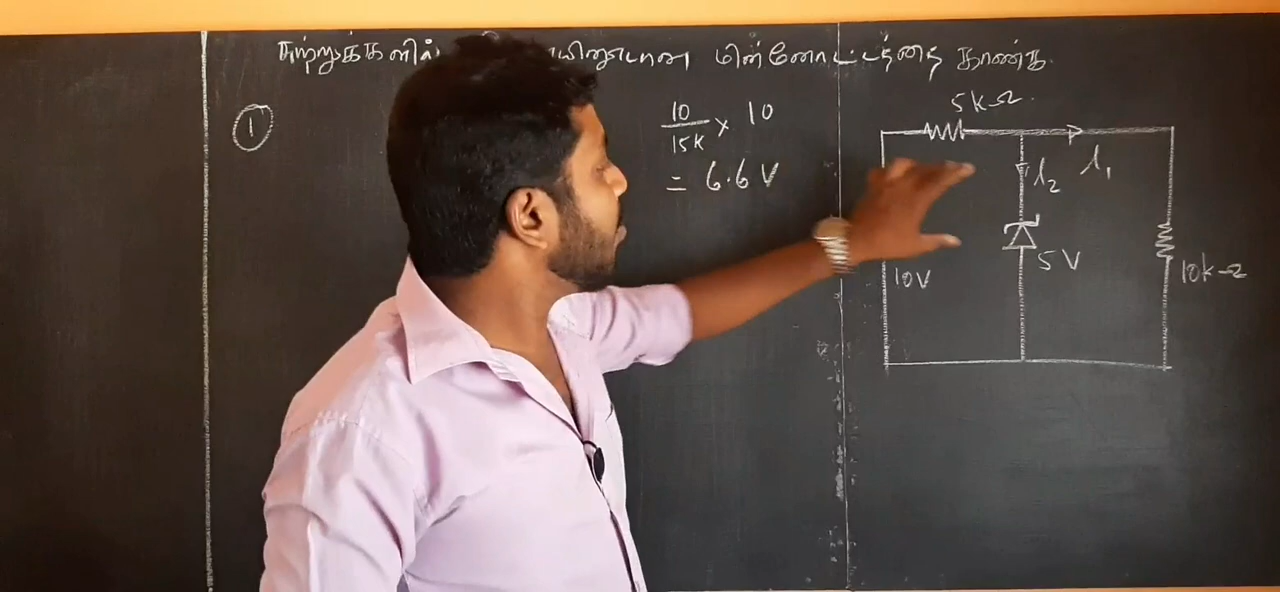 சுற்றுக்களில் மின்னோட்டத்தை காண்க.
①
10
15k
× 10
= 6.6 V
5kΩ
I₁
I₂
5V
10V
10kΩ